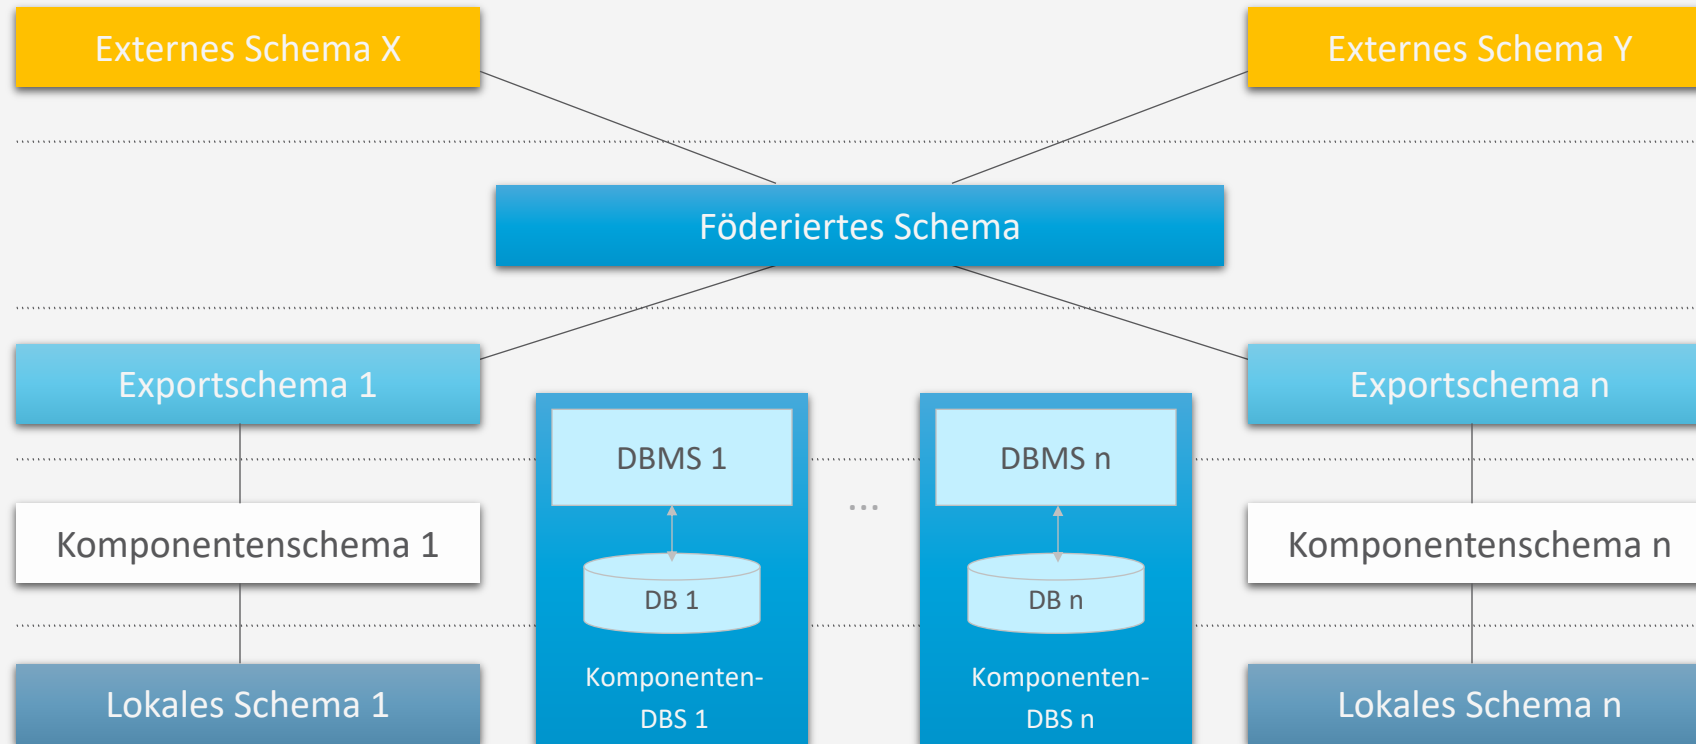 Externes Schema X
Externes Schema Y
Föderiertes Schema
Exportschema 1
Exportschema n
DBMS 1
DBMS n
...
Komponentenschema 1
Komponentenschema n
DB 1
DB n
Lokales Schema 1
Komponenten-
DBS 1
Komponenten-
DBS n
Lokales Schema n